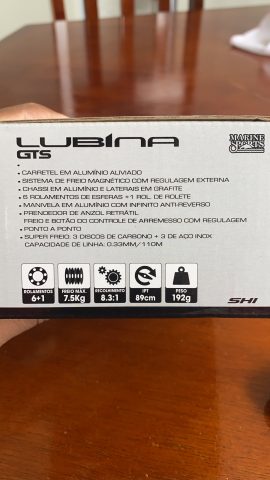 LUBINA
GTS
MARINE
SPORTS
• CARRETEL EM ALUMÍNIO ALIVIADO
• SISTEMA DE FREIO MAGNÉTICO COM REGULAGEM EXTERNA
• CHASSI EM ALUMÍNIO E LATERAIS EM GRAFITE
• 6 ROLAMENTOS DE ESFERAS +1 ROL. DE ROLETE
• MANIVELA EM ALUMÍNIO COM INFINITO ANTI-REVERSO
• PRENDEDOR DE ANZOL RETRÁTIL
FREIO E BOTÃO DO CONTROLE DE ARREMESSO COM REGULAGEM
• PONTO A PONTO
• SUPER FREIO: 3 DISCOS DE CARBONO + 3 DE AÇO INOX
CAPACIDADE DE LINHA: 0.33MM/110M
ROLAMENTOS
6+1
FREIO MÁX.
7.5Kg
RECOLHIMENTO
8.3:1
IPT
89cm
PESO
192g
SHI